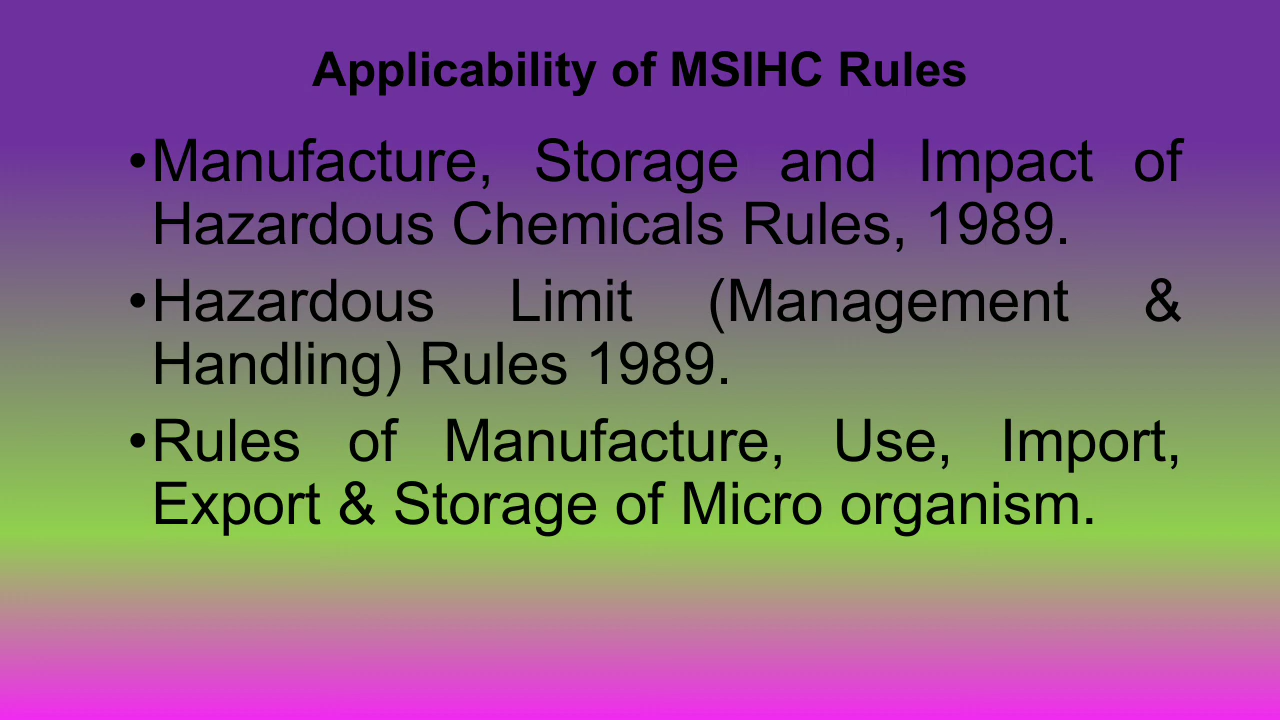 Applicability of MSIHC Rules
•Manufacture, Storage and Impact of
Hazardous Chemicals Rules, 1989.
•Hazardous Limit (Management &
Handling) Rules 1989.
•Rules of Manufacture, Use, Import,
Export & Storage of Micro organism.